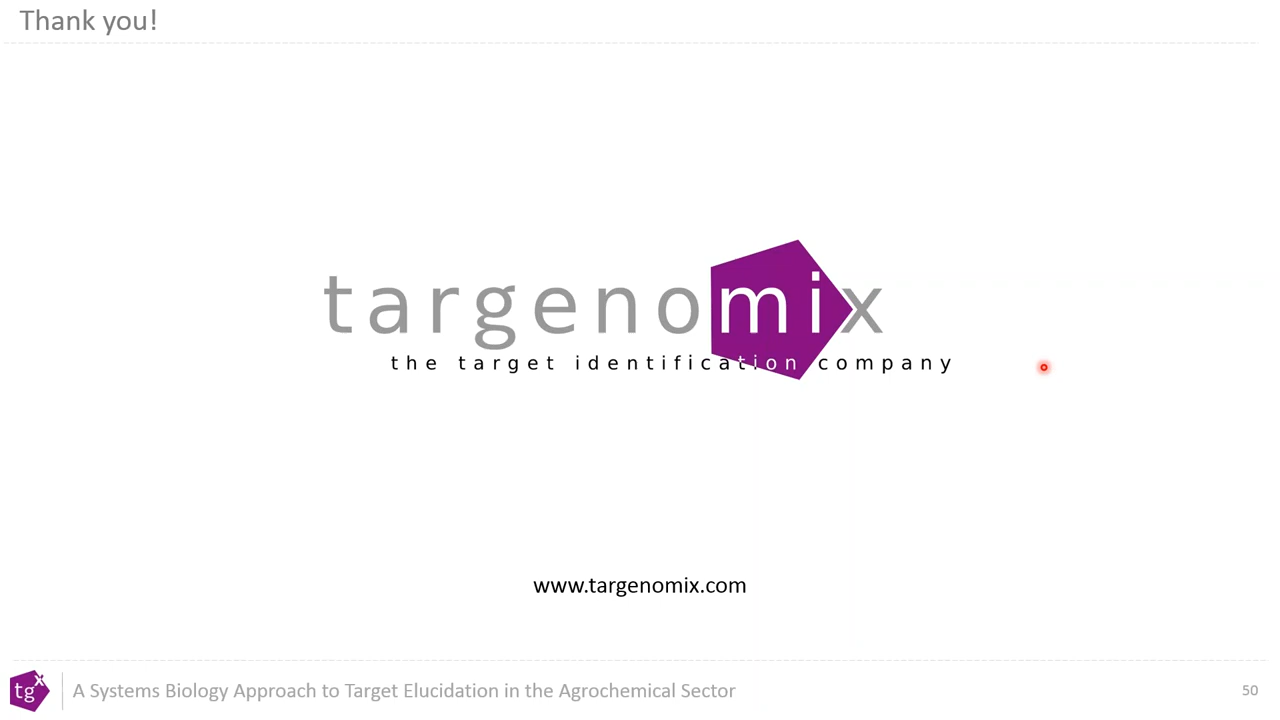 Thank you!
targenomix
the target identification company
www.targenomix.com
tgx
A Systems Biology Approach to Target Elucidation in the Agrochemical Sector
50